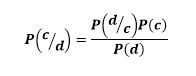 P(c/d) = P(d/c)P(c) / P(d)